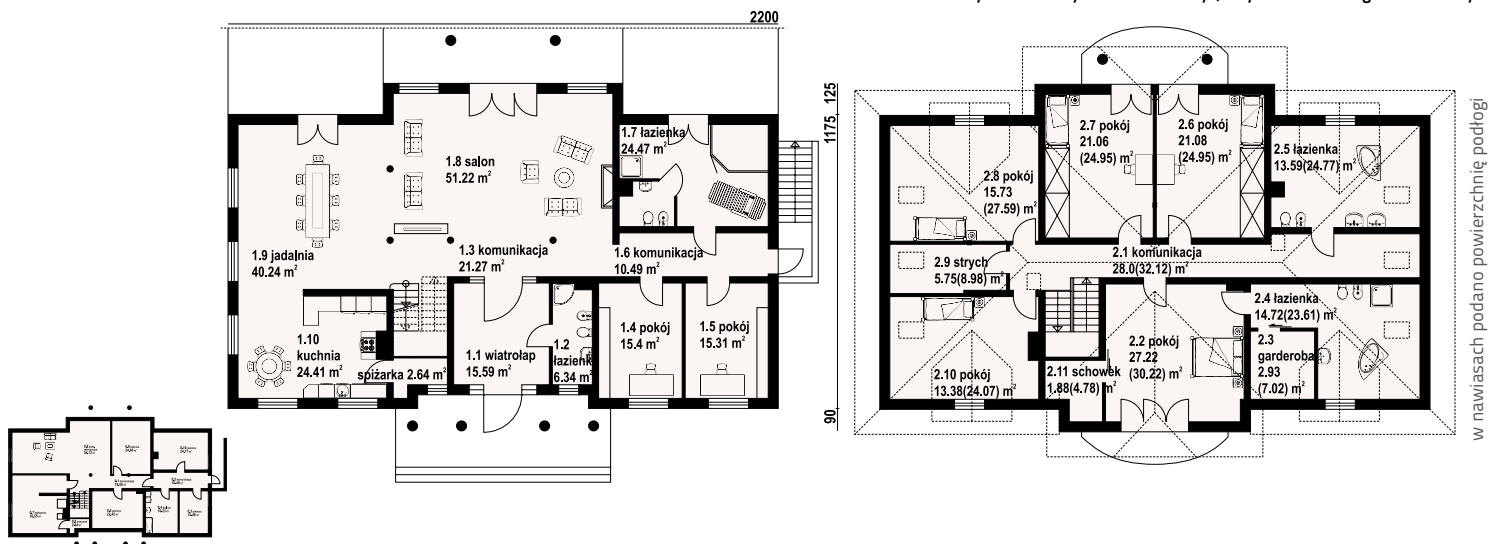 2200
1.7 łazienka
24.47 m²
1.8 salon
51.22 m²
1.9 jadalnia
40.24 m²
1.3 komunikacja
21.27 m²
1.6 komunikacja
10.49 m²
1.10
kuchnia
24.41 m²
spiżarka 2.64 m²
1.1 wiatrołap
15.59 m²
1.2
łazienka
6.34 m²
1.4 pokój
15.4 m²
1.5 pokój
15.31 m²
125
1175
90
2.7 pokój
21.06
(24.95) m²
2.6 pokój
21.08
(24.95) m²
2.5 łazienka
13.59(24.77) m²
2.8 pokój
15.73
(27.59) m²
2.1 komunikacja
28.0(32.12) m²
2.9 strych
5.75(8.98) m²
2.4 łazienka
14.72(23.61) m²
2.2 pokój
27.22
(30.22) m²
2.3
garderoba
2.93
(7.02) m²
2.10 pokój
13.38(24.07) m²
2.11 schowek
1.88(4.78) m²
w nawiasach podano powierzchnię podłogi